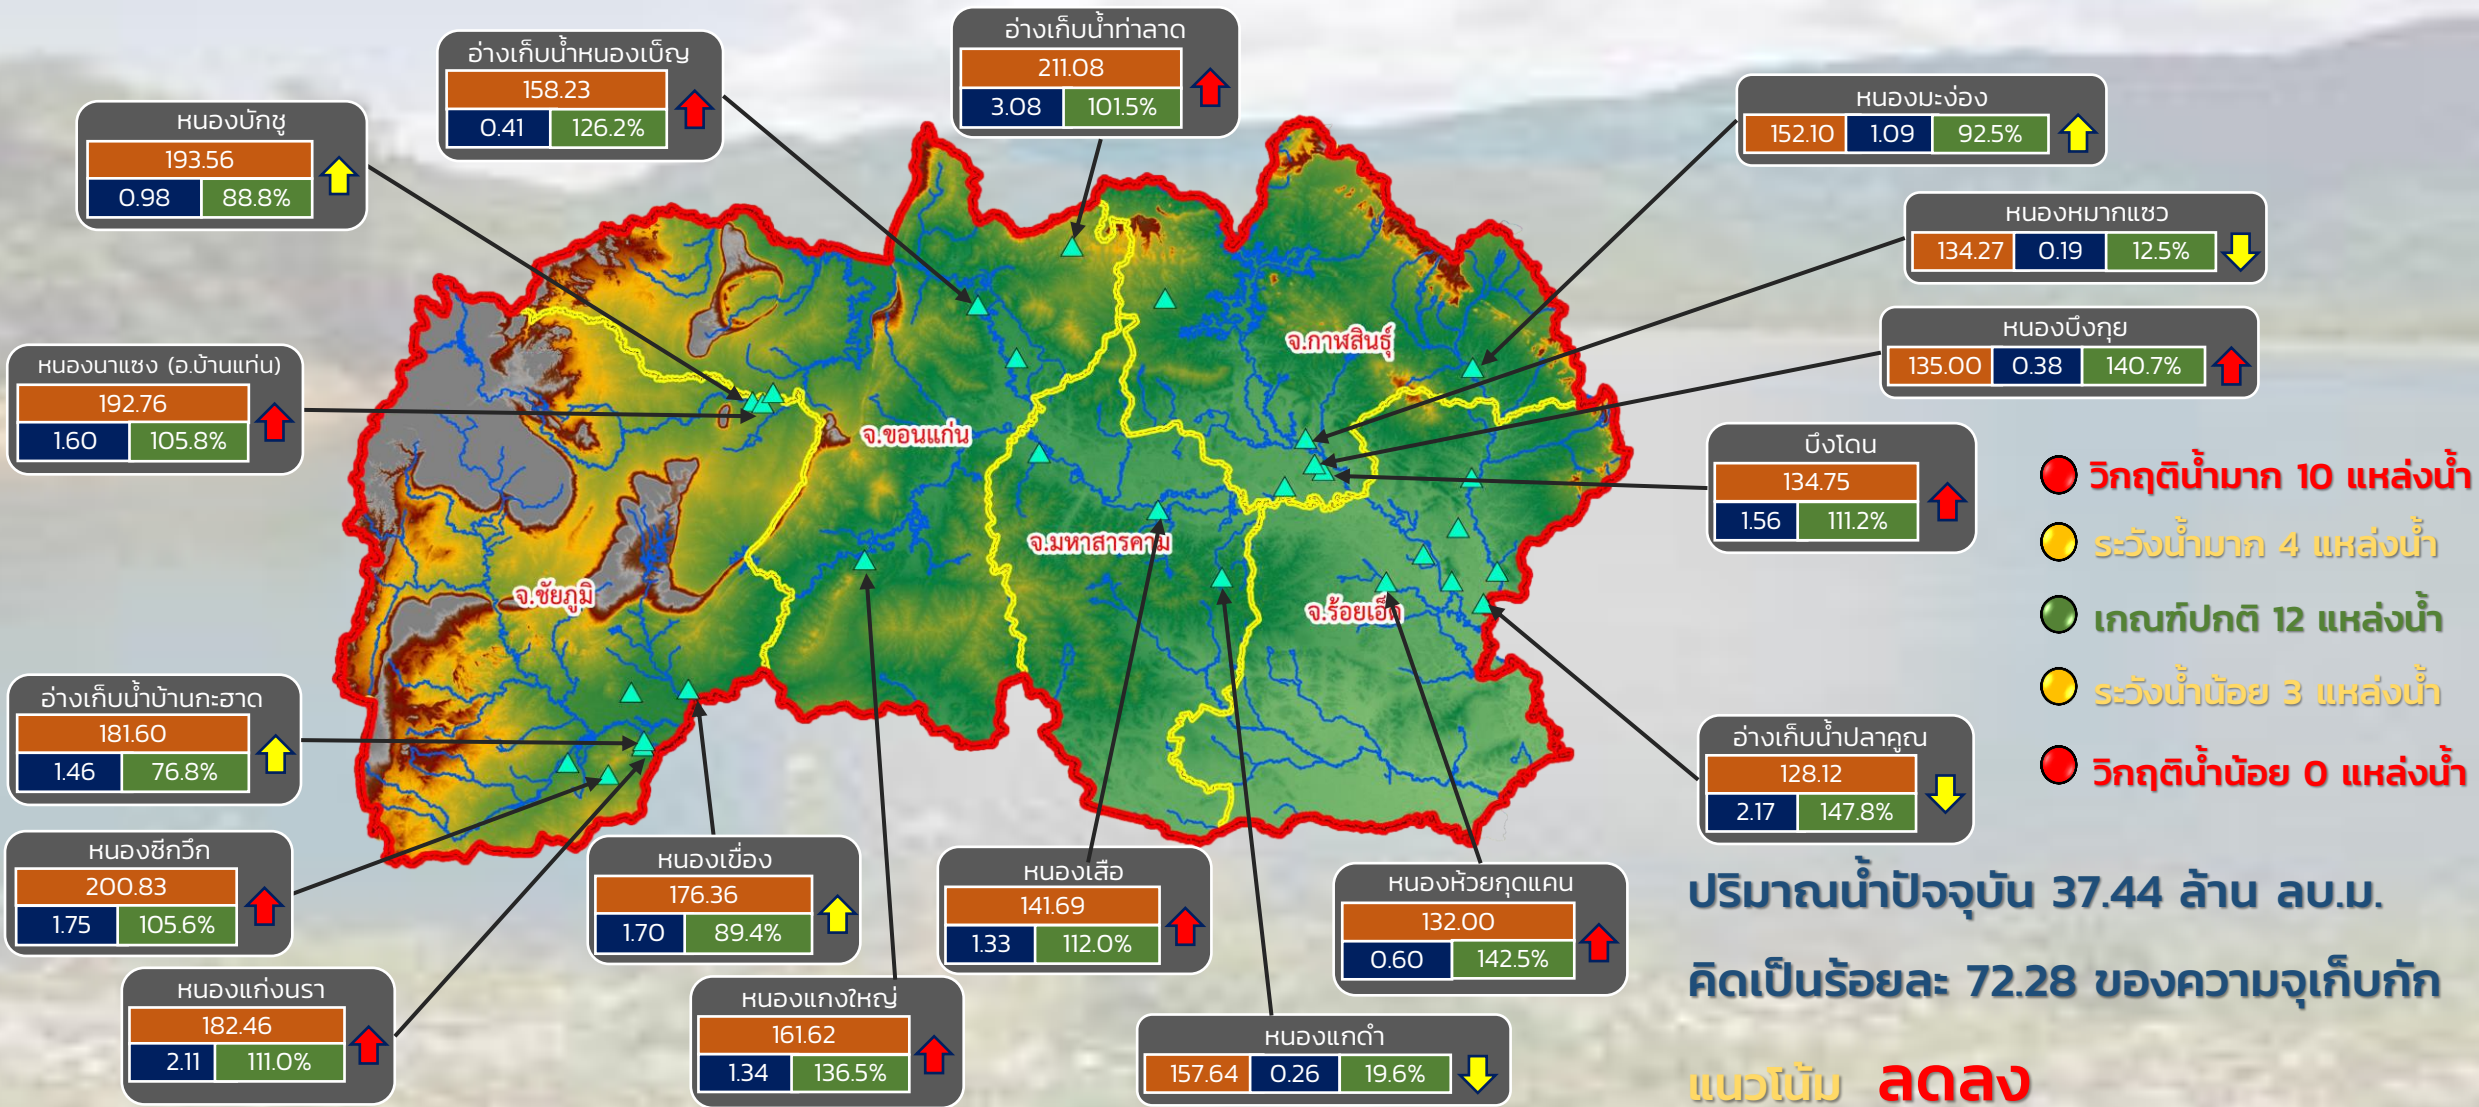 อ่างเก็บน้ำท่าลาด
211.08
3.08 101.5%
อ่างเก็บน้ำหนองเบ็ญ
158.23
0.41 126.2%
หนองบักชู
193.56
0.98 88.8%
หนองมะง่อง
152.10 1.09 92.5%
หนองหมากแซว
134.27 0.19 12.5%
หนองบึงกุย
135.00 0.38 140.7%
หนองนาแซง (อ.บ้านแท่น)
192.76
1.60 105.8%
บึงโดน
134.75
1.56 111.2%
จ.กาฬสินธุ์
จ.ขอนแก่น
จ.มหาสารคาม
จ.ชัยภูมิ
จ.ร้อยเอ็ด
วิกฤติน้ำมาก 10 แหล่งน้ำ
ระวังน้ำมาก 4 แหล่งน้ำ
เกณฑ์ปกติ 12 แหล่งน้ำ
ระวังน้ำน้อย 3 แหล่งน้ำ
วิกฤติน้ำน้อย 0 แหล่งน้ำ
อ่างเก็บน้ำบ้านกะฮาด
181.60
1.46 76.8%
อ่างเก็บน้ำปลาคูณ
128.12
2.17 147.8%
หนองซีกวึก
200.83
1.75 105.6%
หนองเขื่อง
176.36
1.70 89.4%
หนองเสือ
141.69
1.33 112.0%
หนองห้วยกุดแคน
132.00
0.60 142.5%
หนองแก่งนรา
182.46
2.11 111.0%
หนองแกงใหญ่
161.62
1.34 136.5%
หนองแกดำ
157.64 0.26 19.6%
ปริมาณน้ำปัจจุบัน 37.44 ล้าน ลบ.ม.
คิดเป็นร้อยละ 72.28 ของความจุเก็บกัก
แนวโน้ม ลดลง